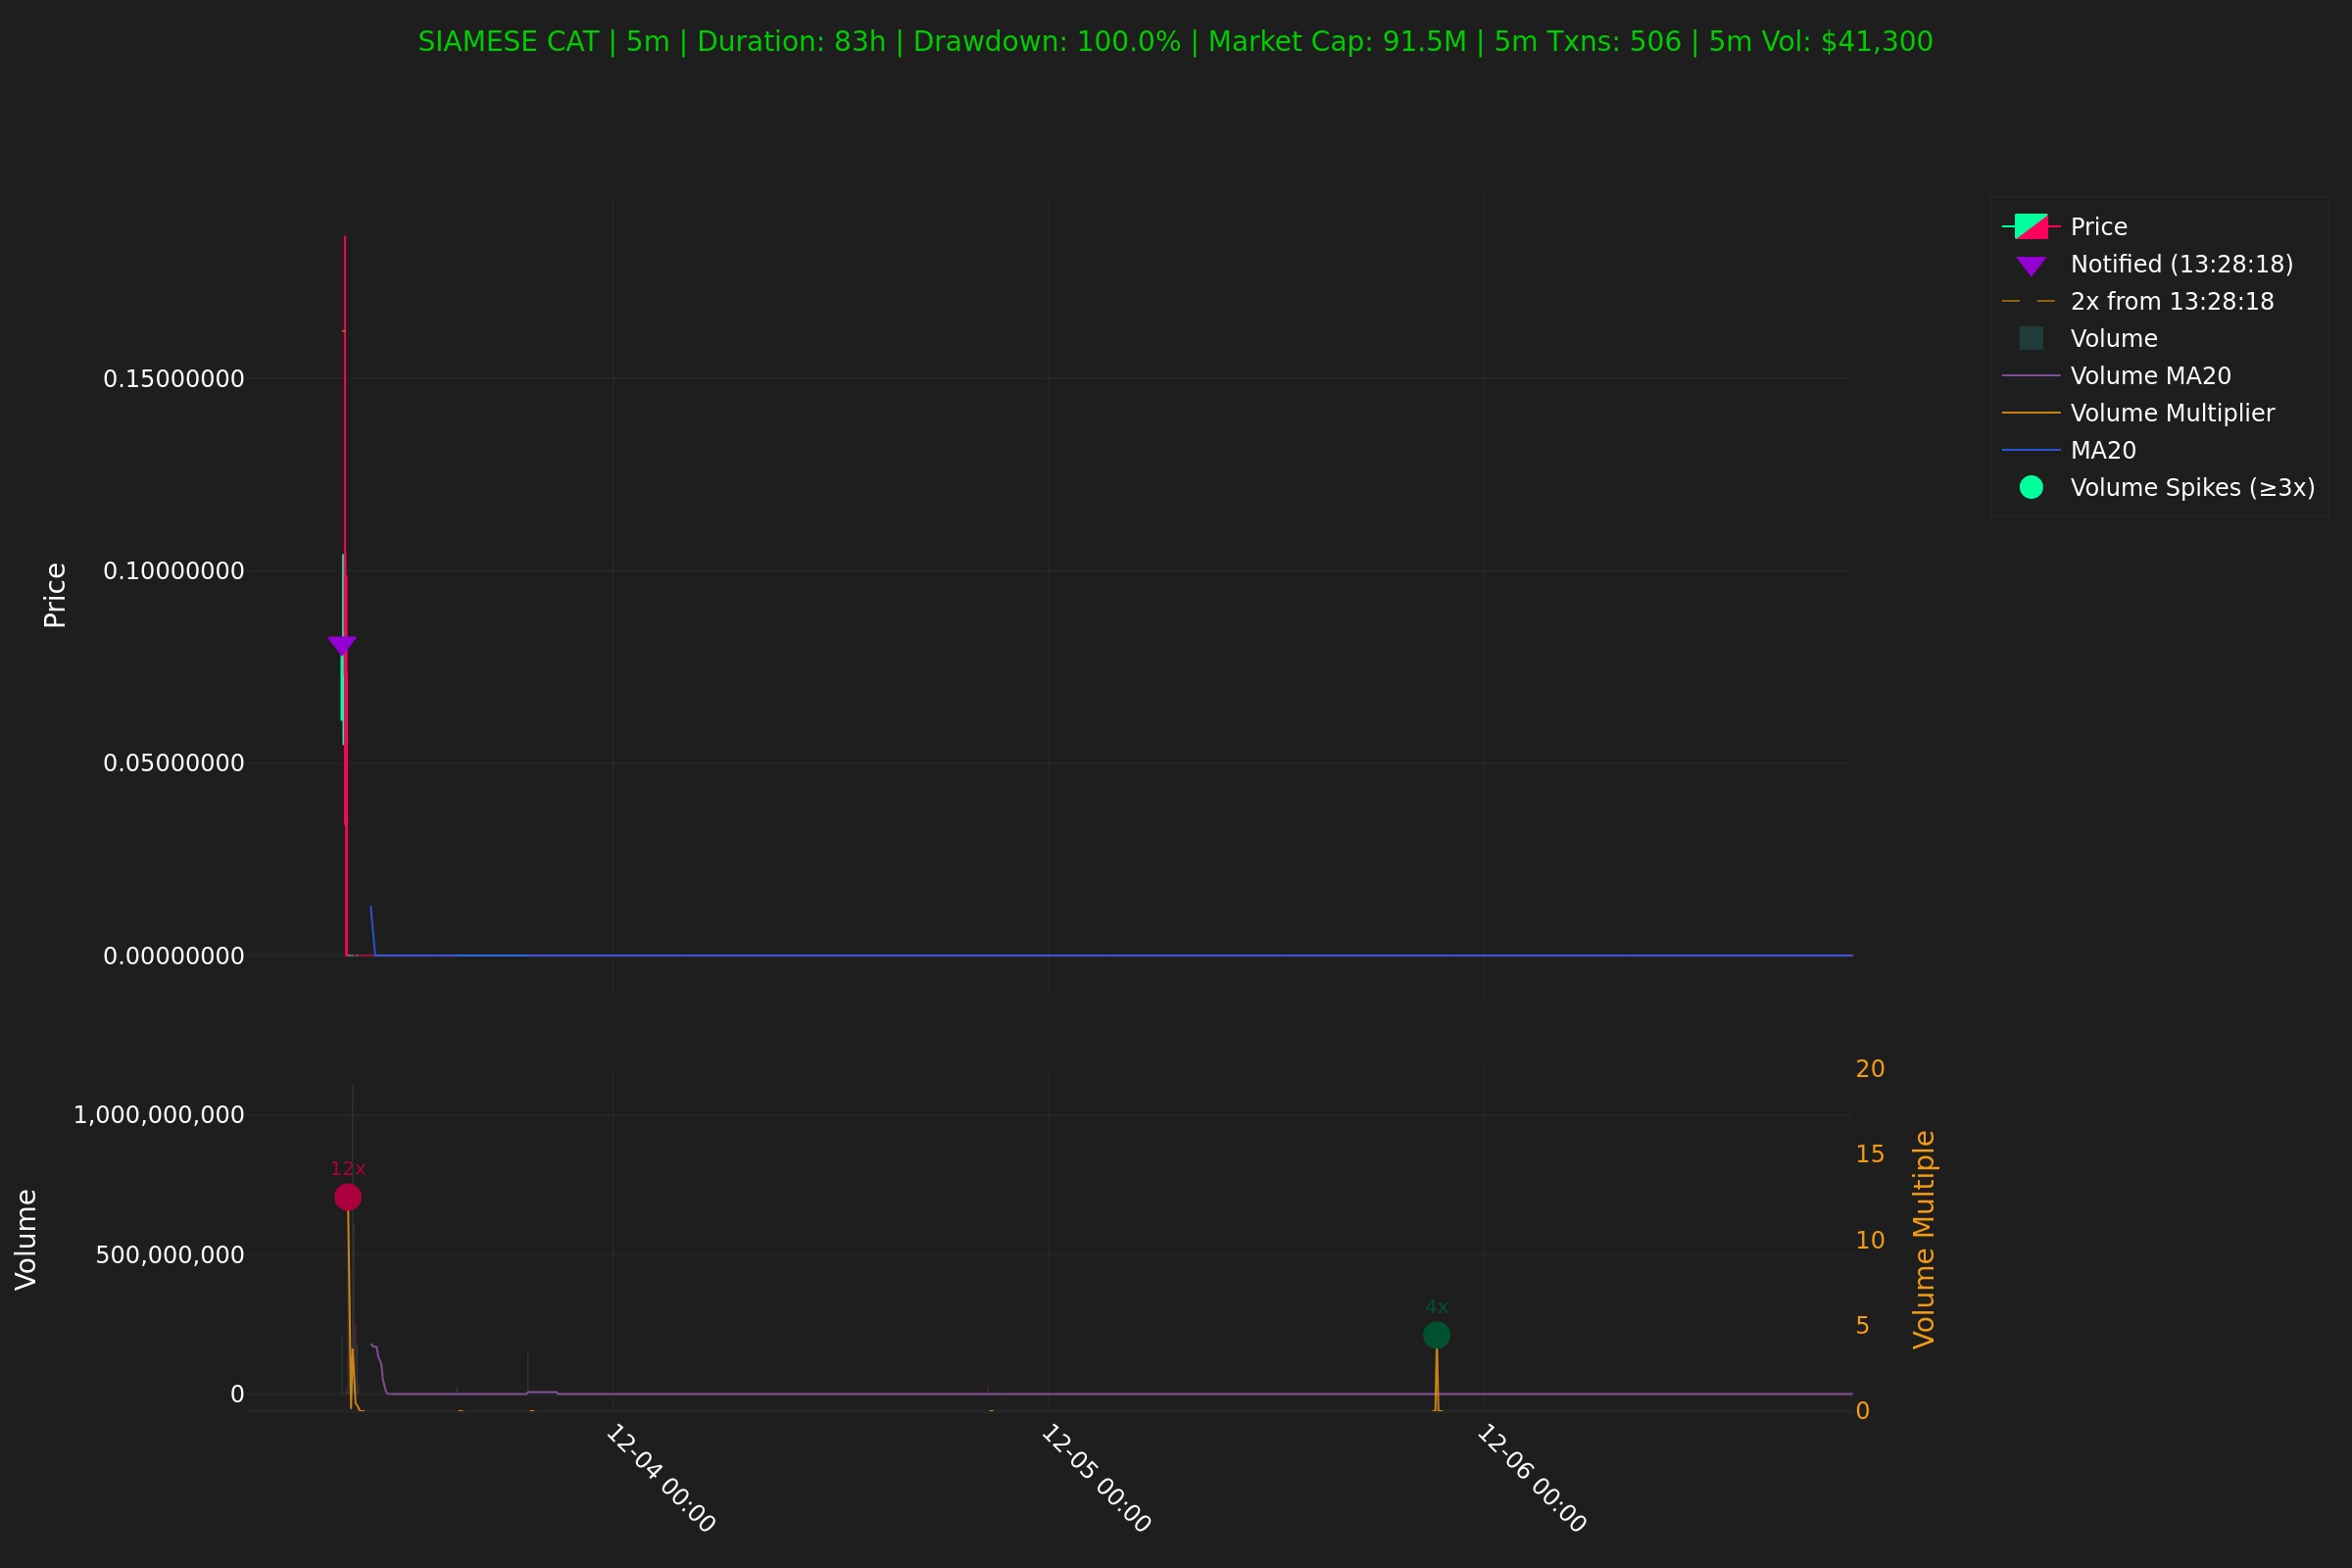 SIAMESE CAT | 5m | Duration: 83h | Drawdown: 100.0% | Market Cap: 91.5M | 5m Txns: 506 | 5m Vol: $41,300
Price
Notified (13:28:18)
2x from 13:28:18
Volume
Volume MA20
Volume Multiplier
MA20
Volume Spikes (≥3x)
Price
0.15000000
0.10000000
0.05000000
0.00000000
Volume
1,000,000,000
500,000,000
0
12x
4x
20
15
10
5
0
Volume Multiple
12-04 00:00
12-05 00:00
12-06 00:00